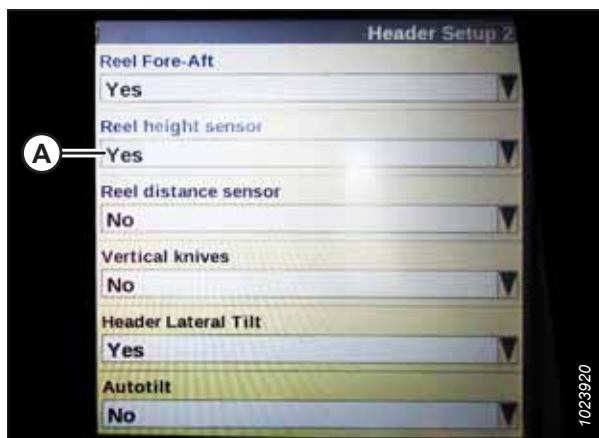 Header Setup 2
Reel Fore-Aft
Yes
Reel height sensor
A
Yes
Reel distance sensor
No
Vertical knives
No
Header Lateral Tilt
Yes
Autotilt
No
1023920